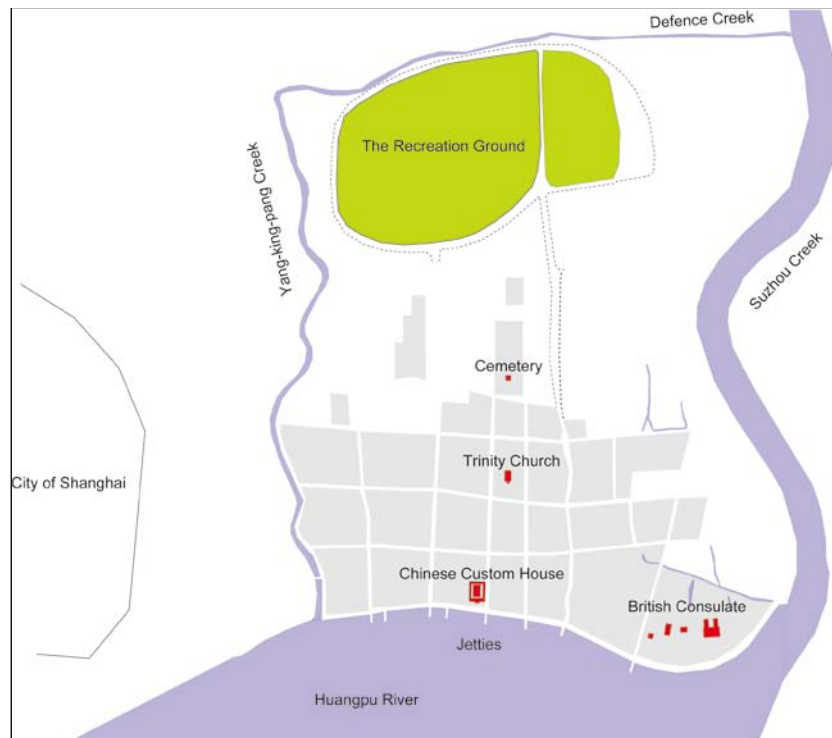 Defence Creek
The Recreation Ground
Yang-king-pang Creek
Suzhou Creek
Cemetery
Trinity Church
City of Shanghai
Chinese Custom House
British Consulate
Jetties
Huangpu River